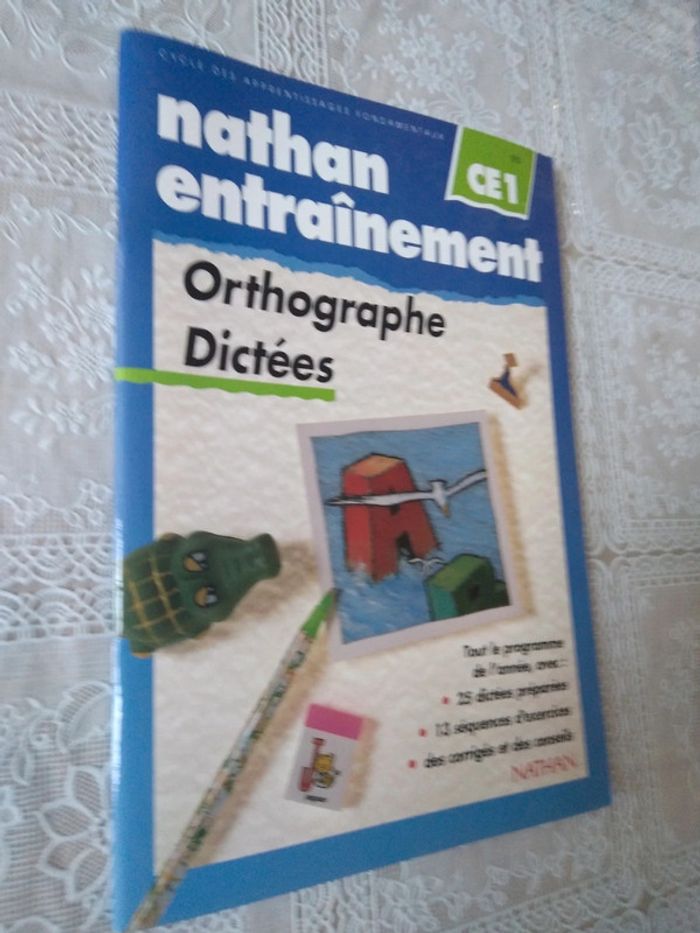 CYCLE DES APPRENTISSAGES FONDAMENTAUX
nathan
entraînement
CE1
Orthographe
Dictées
Tout le programme
de l'année, avec :
• 25 dictées préparées
• 12 séquences d'exercices
• des corrigés et des conseils
NATHAN